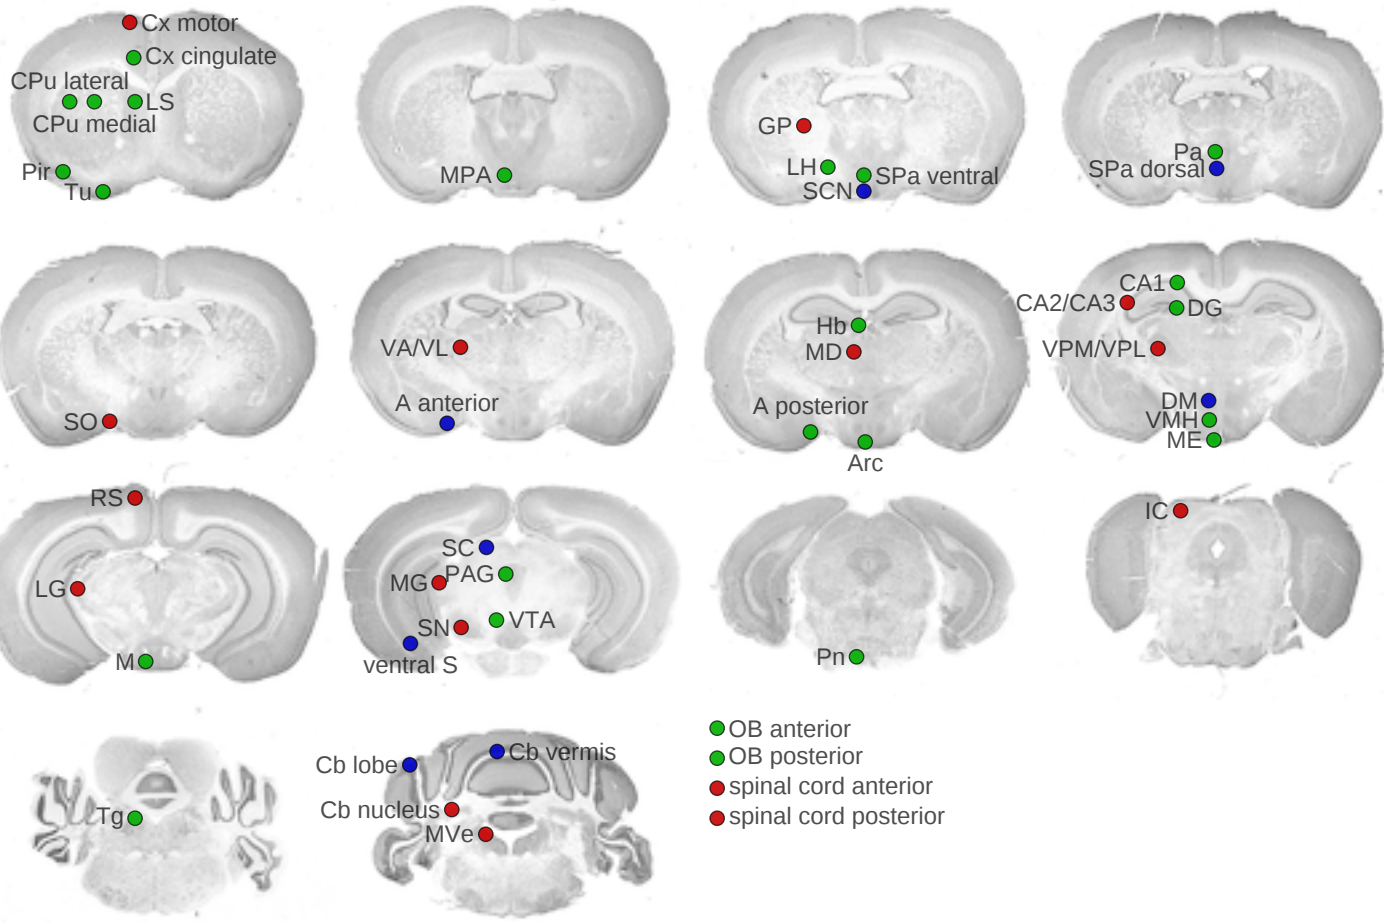 Cx motor
Cx cingulate
CPu lateral
LS
CPu medial
Pir
Tu
MPA
GP
LH
SPa ventral
SCN
Pa
SPa dorsal
SO
VA/VL
A anterior
Hb
MD
A posterior
Arc
CA1
CA2/CA3
DG
VPM/VPL
DM
VMH
ME
RS
LG
M
SC
MG
PAG
SN
VTA
ventral S
Pn
IC
Tg
Cb lobe
Cb vermis
Cb nucleus
MVe
OB anterior
OB posterior
spinal cord anterior
spinal cord posterior